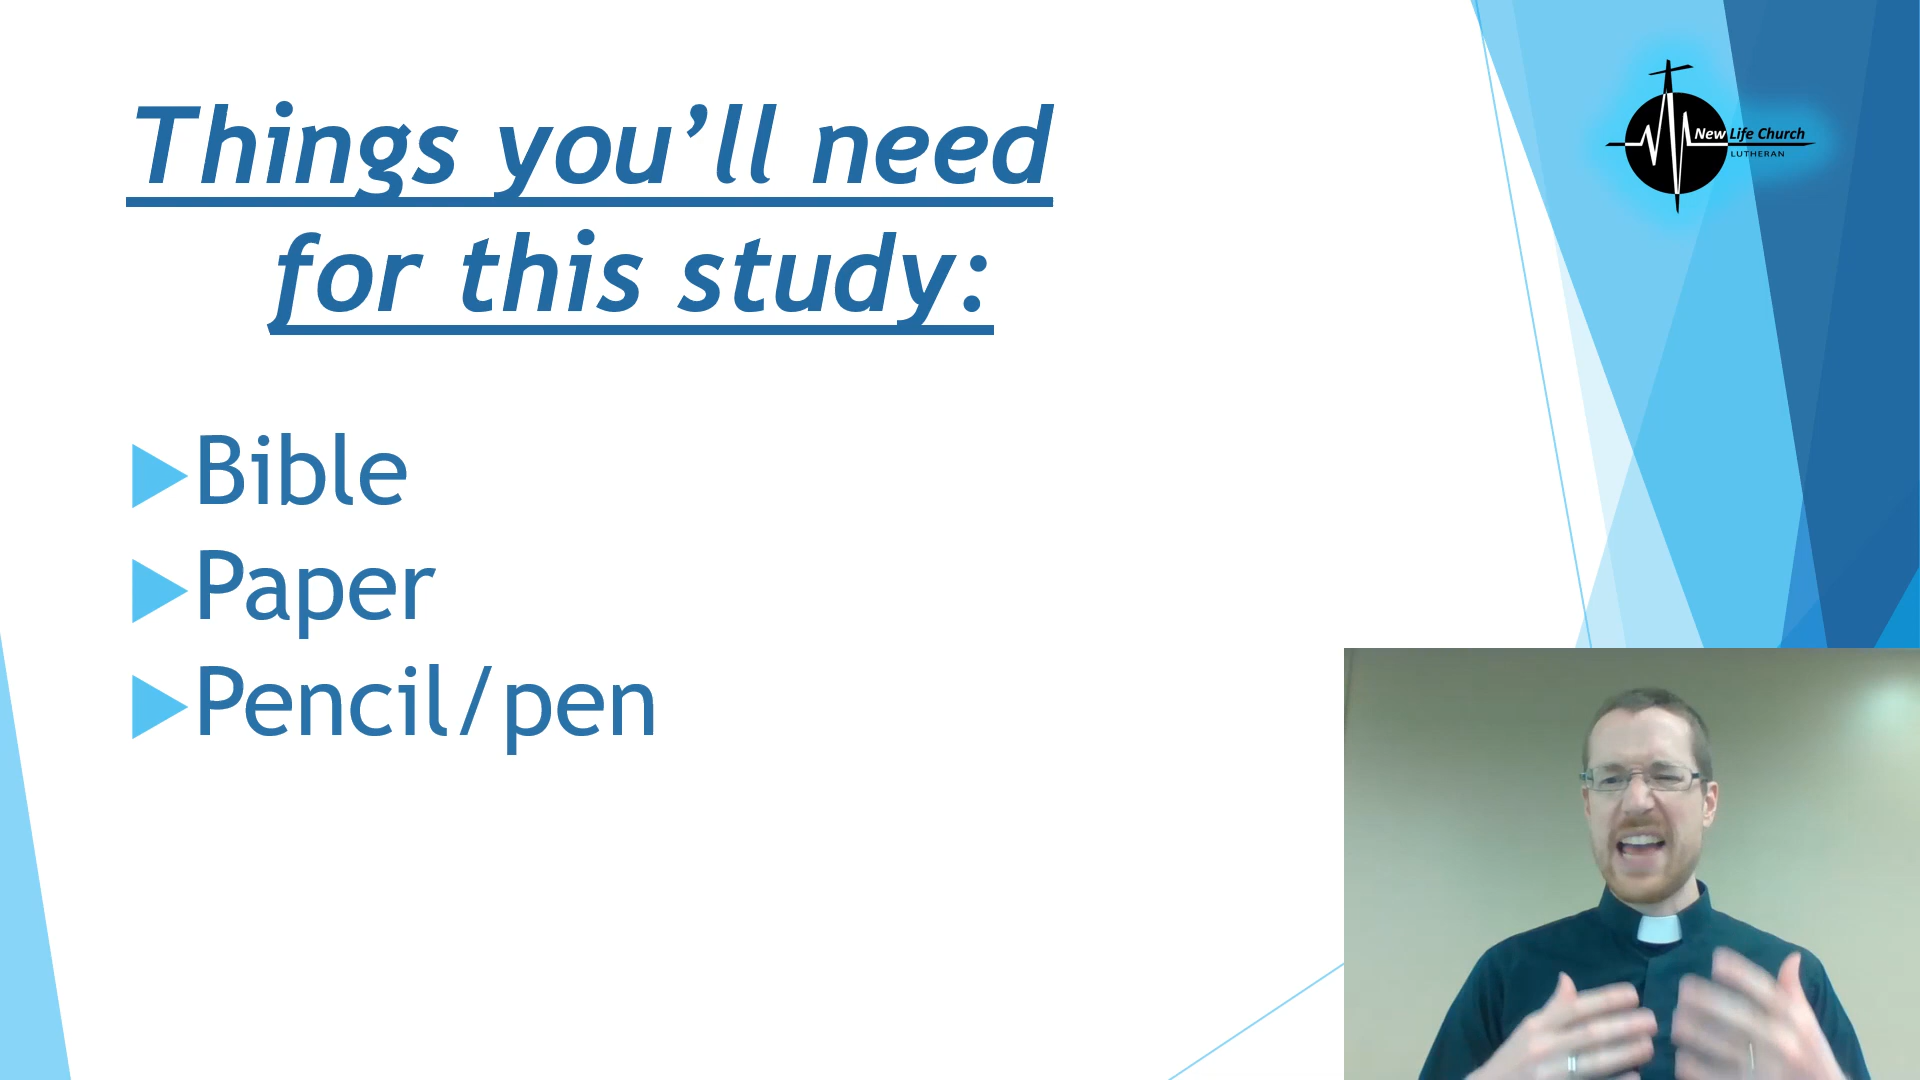 Things you’ll need
for this study:
Bible
Paper
Pencil/pen
New Life Church
LUTHERAN